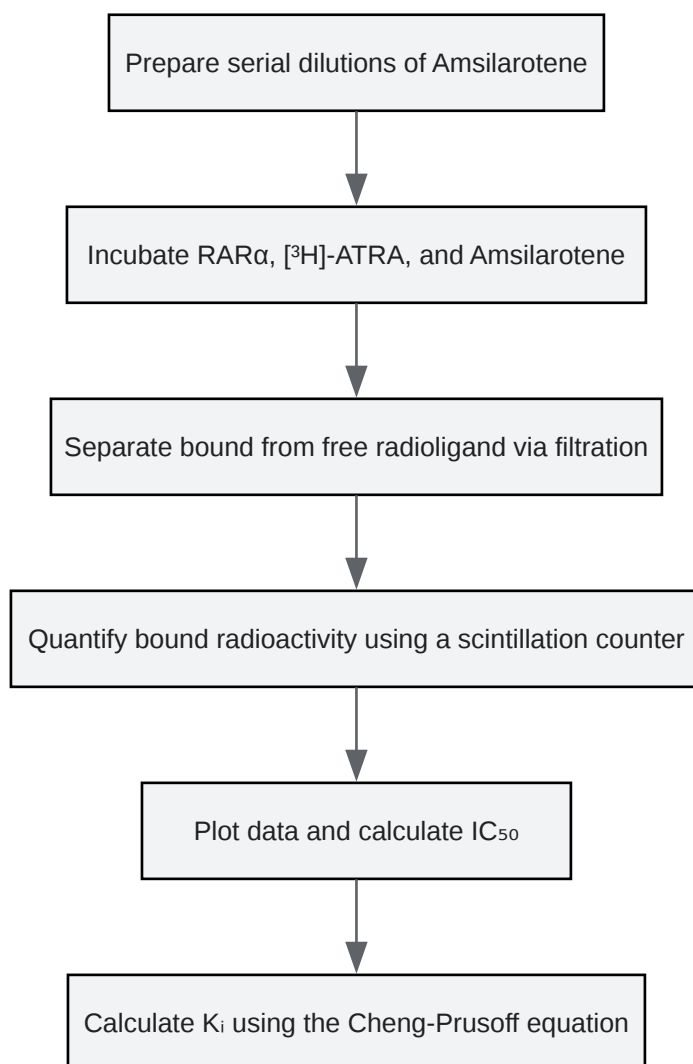 Prepare serial dilutions of Amsilarotene
Incubate RARα, [³H]-ATRA, and Amsilarotene
Separate bound from free radioligand via filtration
Quantify bound radioactivity using a scintillation counter
Plot data and calculate IC₅₀
Calculate Kᵢ using the Cheng-Prusoff equation